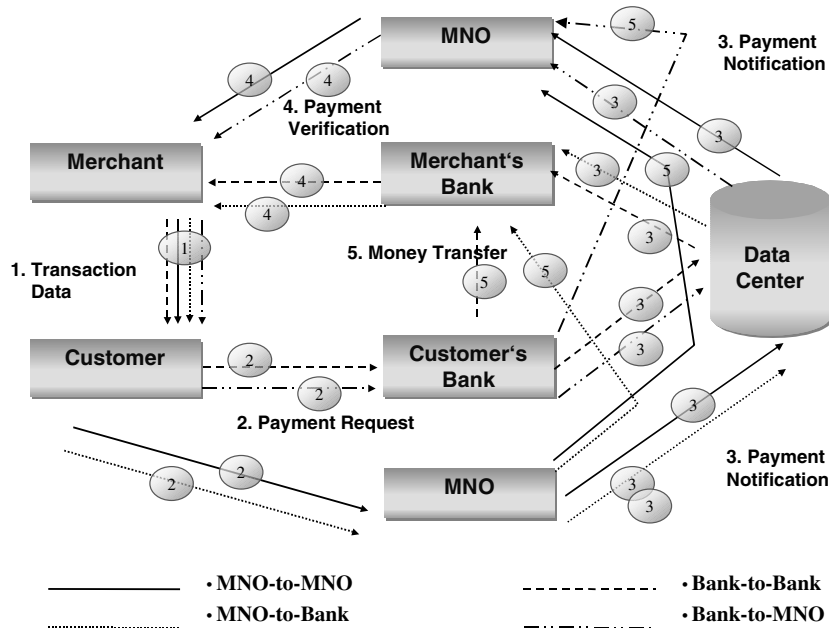 MNO
5
3. Payment
Notification
4
4
3
3
4. Payment
Verification
Merchant
Merchant's
Bank
4
4
3
5
3
1
1. Transaction
Data
5. Money Transfer
5
5
Data
Center
3
3
Customer
Customer's
Bank
2
2
2. Payment Request
3
2
2
MNO
3
3
3. Payment
Notification
• MNO-to-MNO
• MNO-to-Bank
• Bank-to-Bank
• Bank-to-MNO